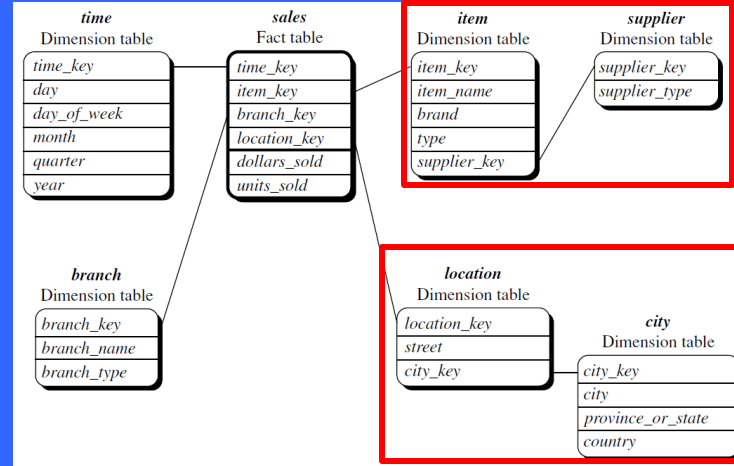 time
Dimension table
time_key
day
day_of_week
month
quarter
year
sales
Fact table
time_key
item_key
branch_key
location_key
dollars_sold
units_sold
item
Dimension table
item_key
item_name
brand
type
supplier_key
supplier
Dimension table
supplier_key
supplier_type
branch
Dimension table
branch_key
branch_name
branch_type
location
Dimension table
location_key
street
city_key
city
Dimension table
city_key
city
province_or_state
country